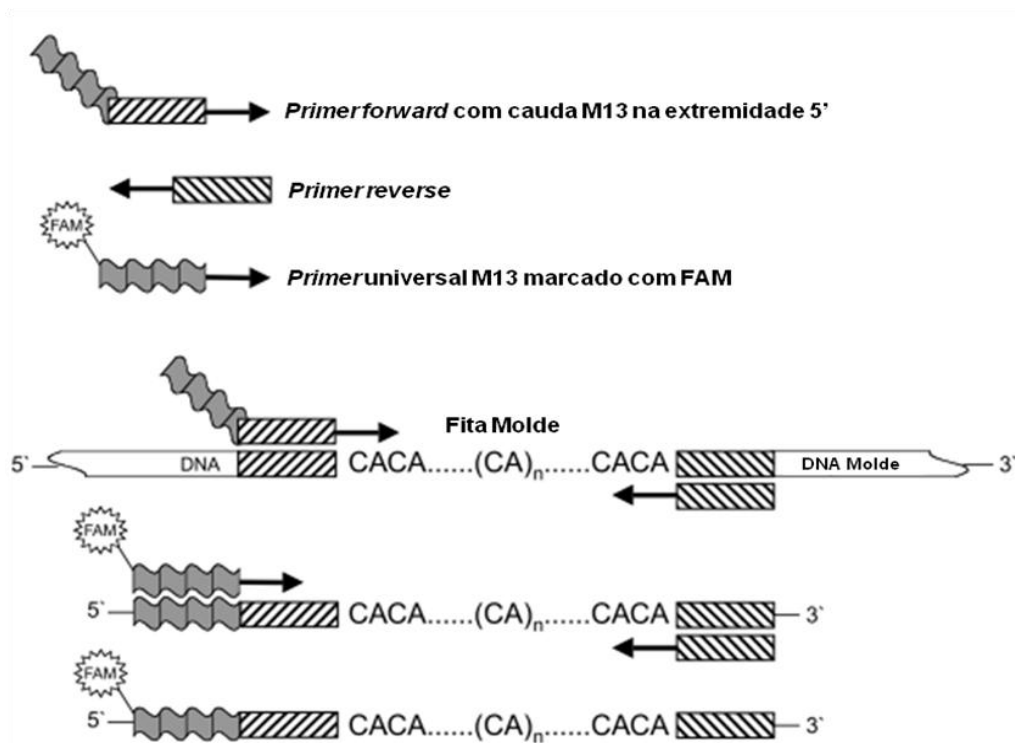 Primer forward com cauda M13 na extremidade 5'
Primer reverse
FAM
Primer universal M13 marcado com FAM
Fita Molde
5` DNA CACA......(CA)n......CACA DNA Molde 3`
FAM
5` CACA......(CA)n......CACA 3`
FAM
5` CACA......(CA)n......CACA 3`